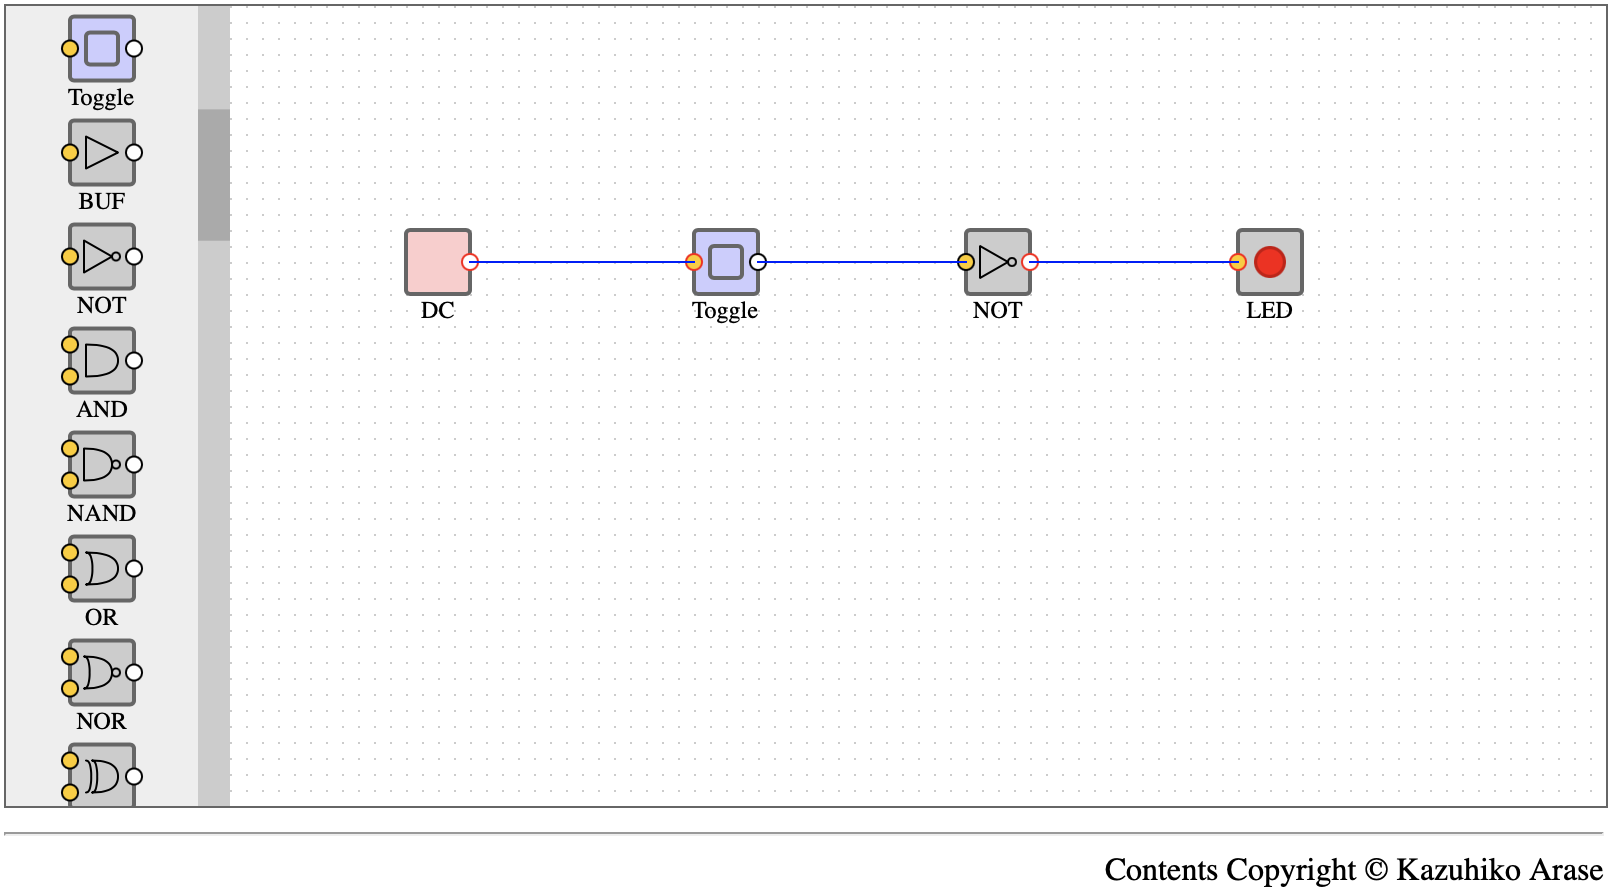 Toggle
BUF
NOT
AND
NAND
OR
NOR
DC
Toggle
NOT
LED
Contents Copyright © Kazuhiko Arase